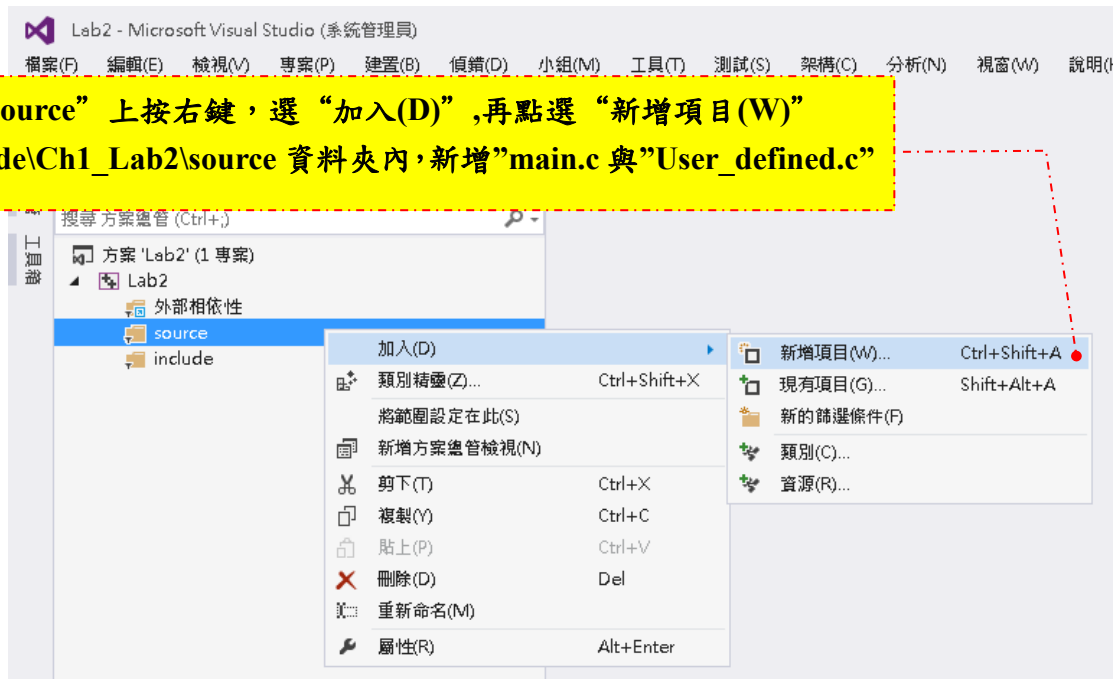 Lab2 - Microsoft Visual Studio (系統管理員)
檔案(F) 編輯(E) 檢視(V) 專案(P) 建置(B) 偵錯(D) 小組(M) 工具(T) 測試(S) 架構(C) 分析(N) 視窗(W) 說明(H
ource”上按右鍵，選“加入(D)”,再點選“新增項目(W)”
de\Ch1_Lab2\source 資料夾內，新增”main.c 與”User_defined.c”
搜尋方案總管 (Ctrl+;)
工具箱
方案 'Lab2' (1 專案)
Lab2
外部相依性
source
include
加入(D)
類別精靈(Z)... Ctrl+Shift+X
將範圍設定在此(S)
新增方案總管檢視(N)
剪下(T) Ctrl+X
複製(Y) Ctrl+C
貼上(P) Ctrl+V
刪除(D) Del
重新命名(M)
屬性(R) Alt+Enter
新增項目(W)... Ctrl+Shift+A
現有項目(G)... Shift+Alt+A
新的篩選條件(F)
類別(C)...
資源(R)...